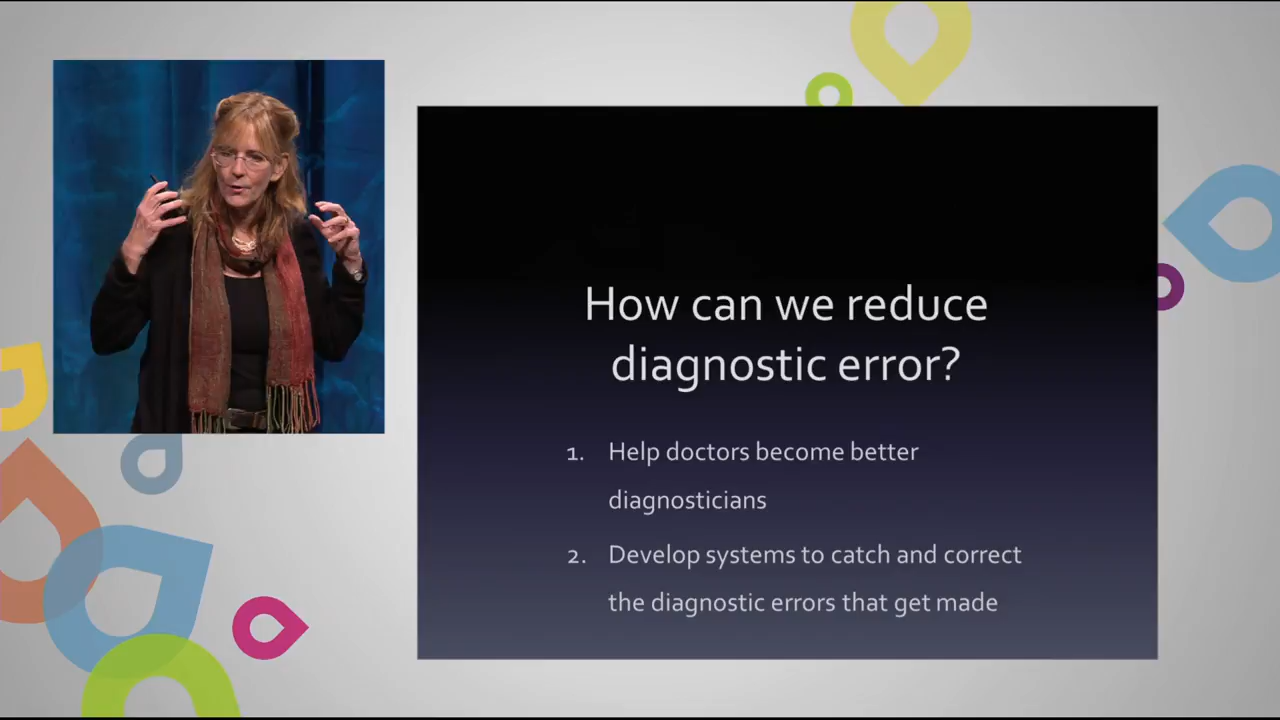 How can we reduce
diagnostic error?
1. Help doctors become better
diagnosticians
2. Develop systems to catch and correct
the diagnostic errors that get made